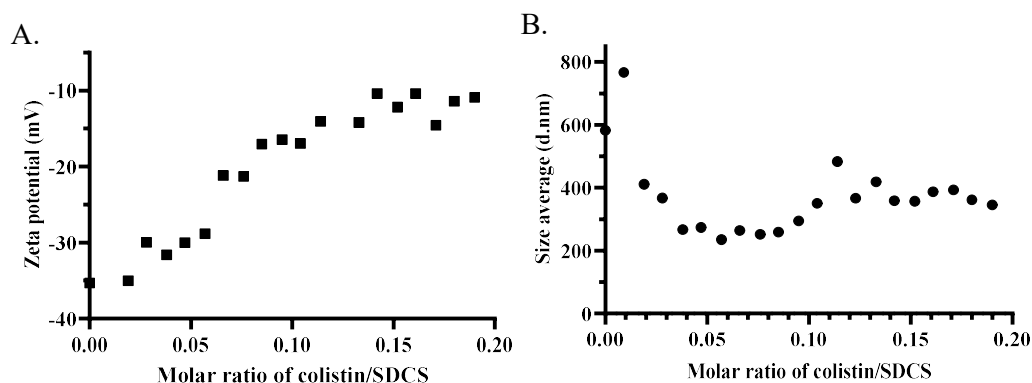 A.
Zeta potential (mV)
-10
-20
-30
-40
0.00 0.05 0.10 0.15 0.20
Molar ratio of colistin/SDCS
B.
Size average (d.nm)
800
600
400
200
0
0.00 0.05 0.10 0.15 0.20
Molar ratio of colistin/SDCS